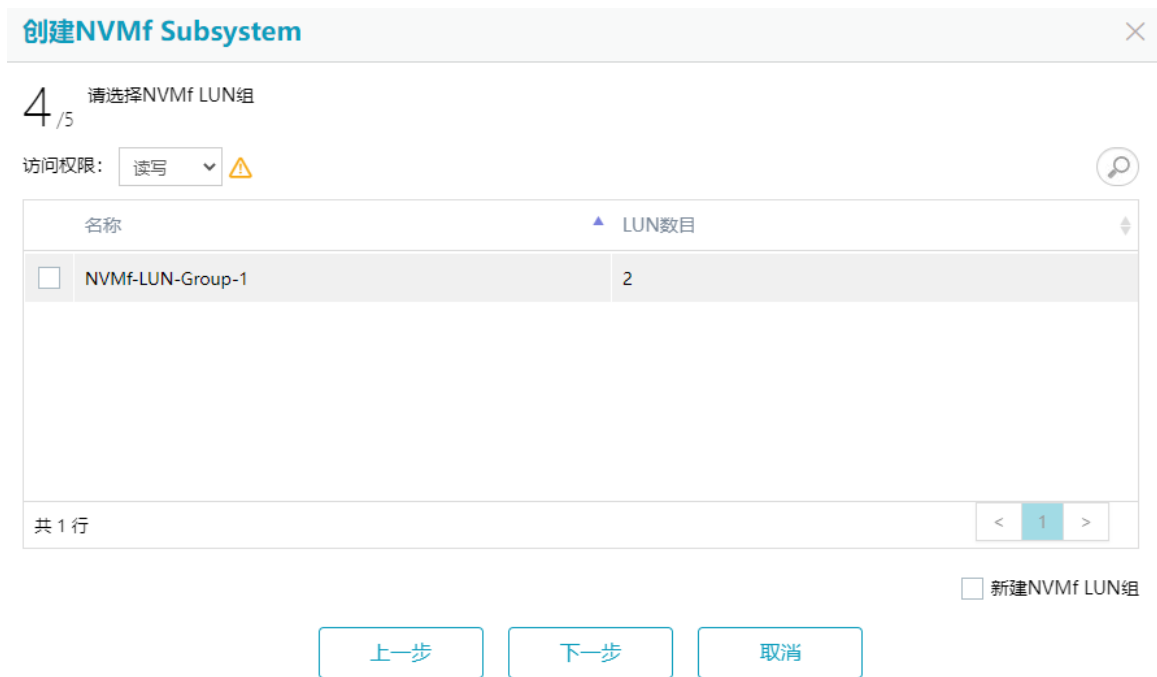 创建NVMf Subsystem
4/5 请选择NVMf LUN组
访问权限： 读写
名称 LUN数目
NVMf-LUN-Group-1 2
共 1 行 < 1 >
新建NVMf LUN组
上一步 下一步 取消